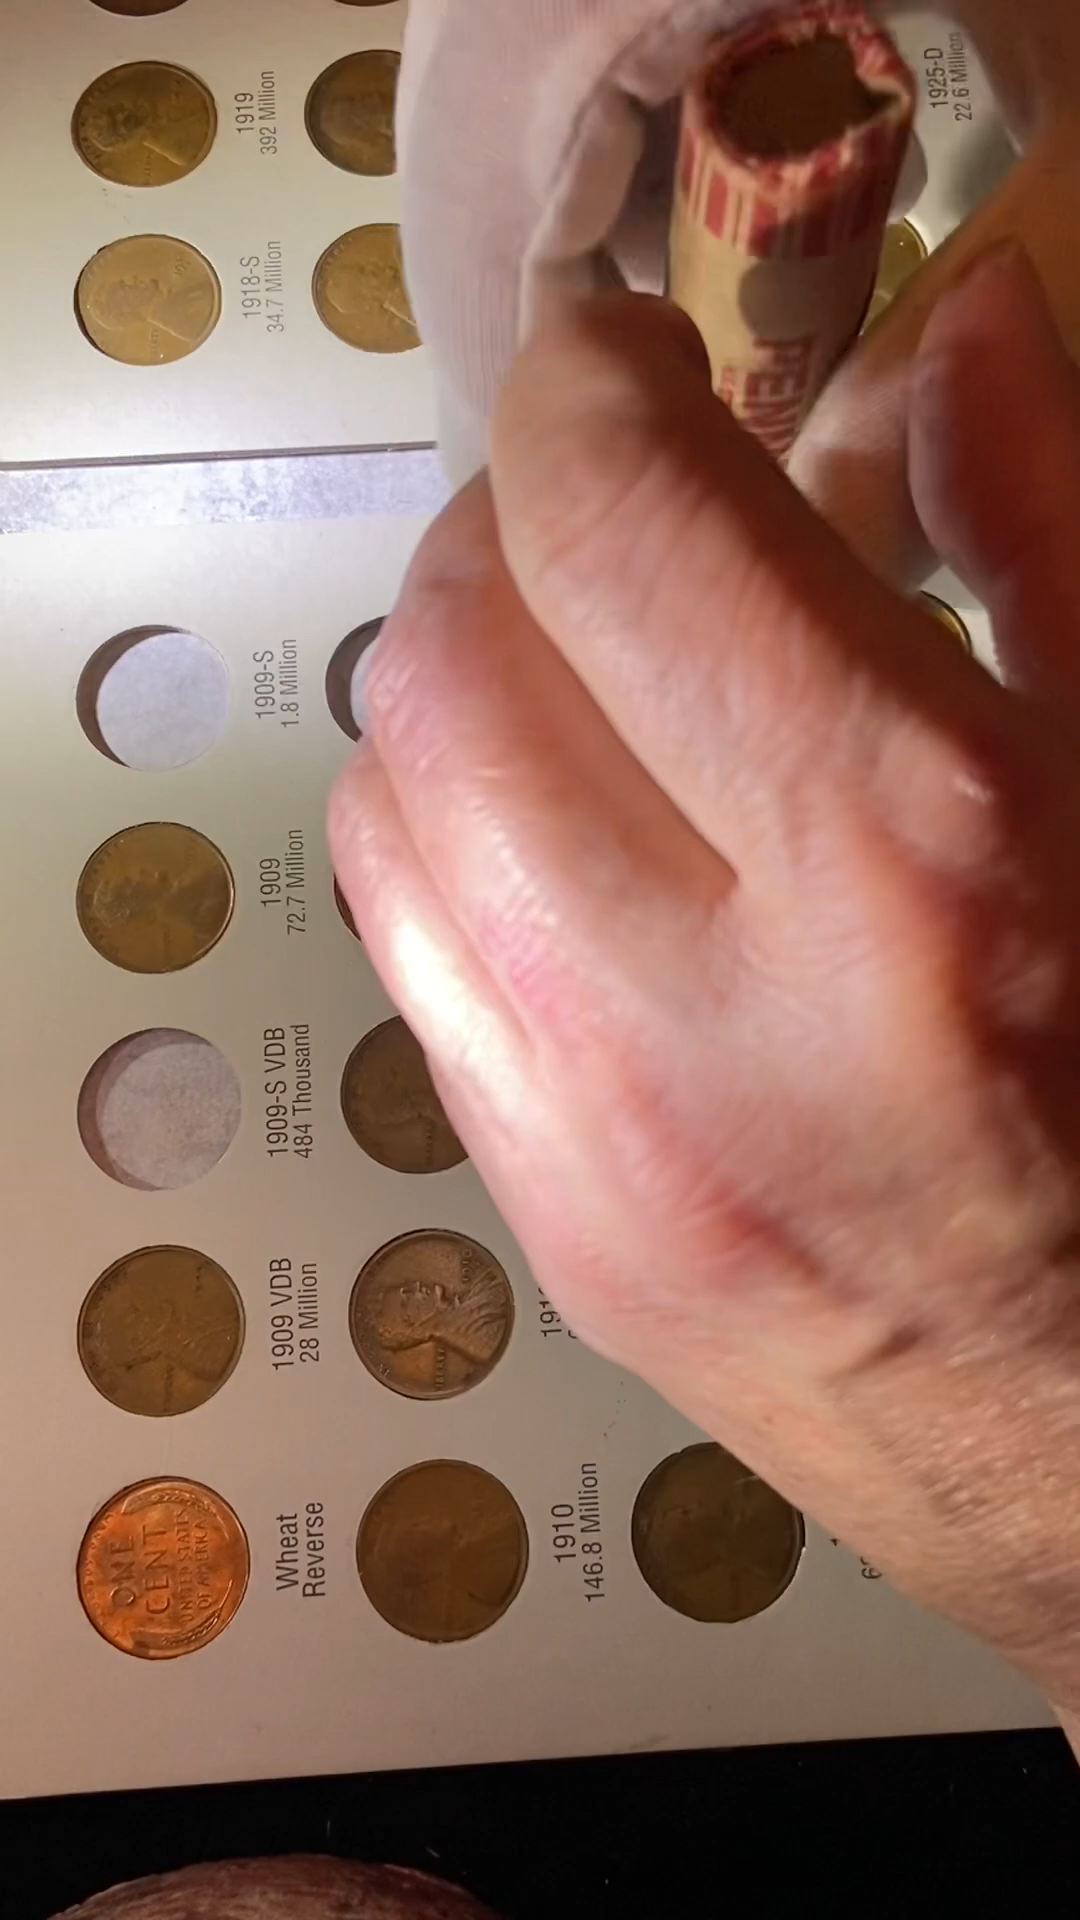 Wheat
Reverse
1909 VDB
28 Million
1909-S VDB
484 Thousand
1909
72.7 Million
1909-S
1.8 Million
1910
146.8 Million
1918-S
34.7 Million
1919
392 Million
1925-D
22.6 Million
ONE
CENT
UNITED STATES
OF AMERICA